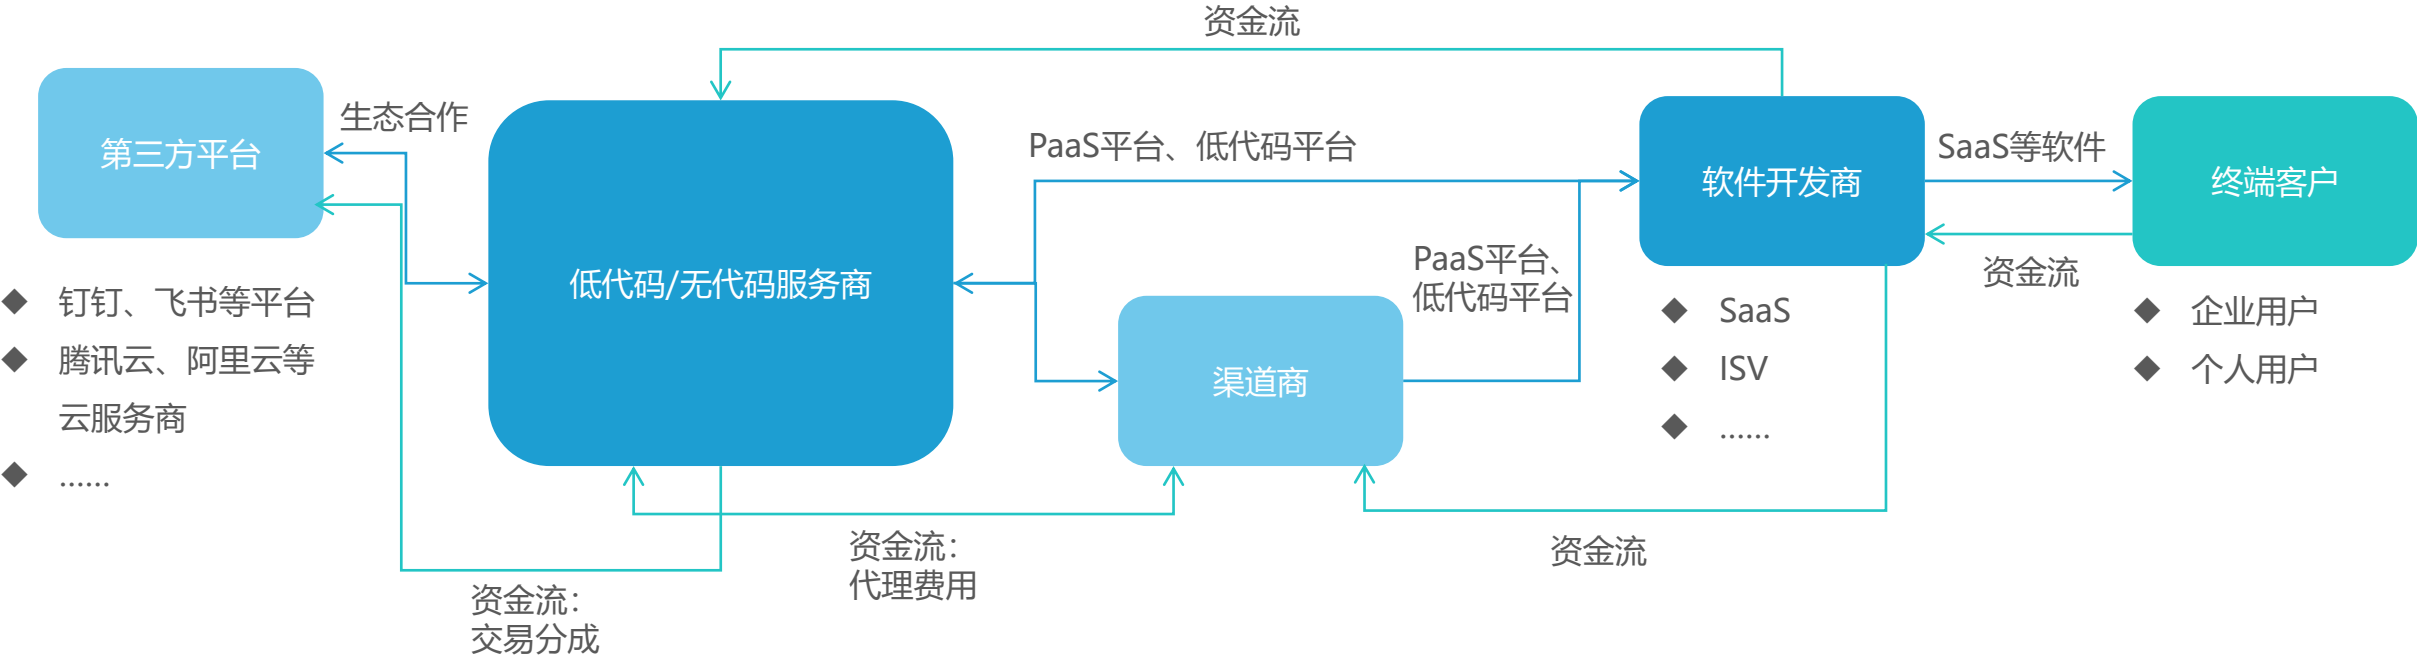 资金流
第三方平台
生态合作
低代码/无代码服务商
PaaS平台、低代码平台
软件开发商
SaaS等软件
终端客户
PaaS平台、
低代码平台
渠道商
资金流
◆ 钉钉、飞书等平台
◆ 腾讯云、阿里云等
云服务商
◆ ……
◆ SaaS
◆ ISV
◆ ……
◆ 企业用户
◆ 个人用户
资金流：
代理费用
资金流
资金流：
交易分成